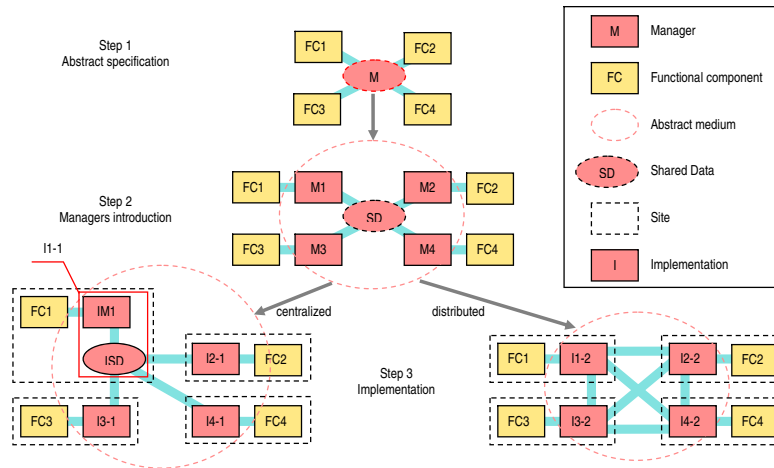 Step 1
Abstract specification
FC1
FC2
M
FC3
FC4
Step 2
Managers introduction
FC1
M1
M2
FC2
SD
FC3
M3
M4
FC4
I1-1
centralized
distributed
FC1
IM1
ISD
I2-1
FC2
FC3
I3-1
I4-1
FC4
Step 3
Implementation
FC1
I1-2
I2-2
FC2
FC3
I3-2
I4-2
FC4
M
Manager
FC
Functional component
Abstract medium
SD
Shared Data
Site
I
Implementation